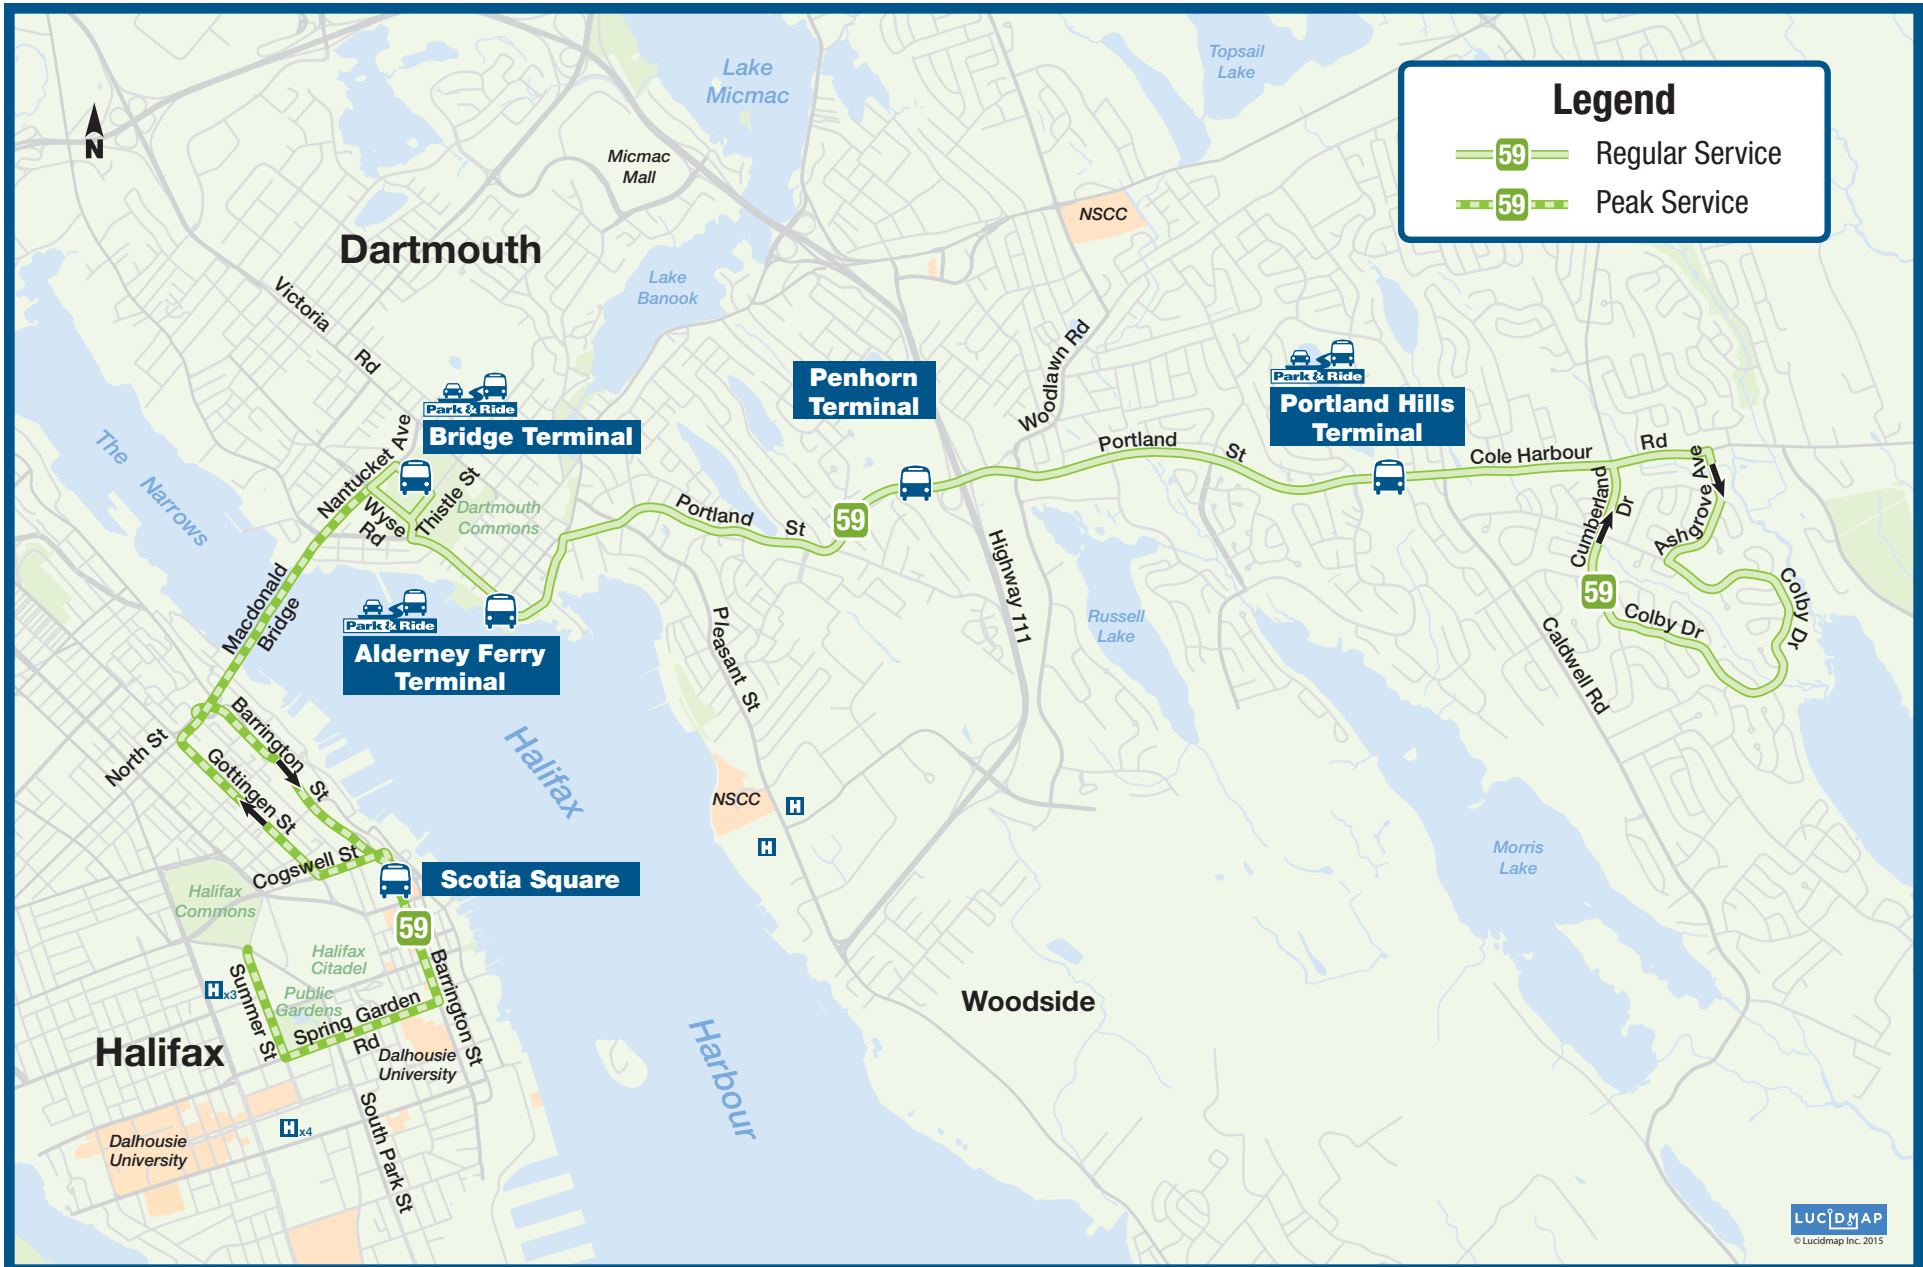 Legend
59
Regular Service
59
Peak Service
N
Topsail
Lake
Lake
Micmac
Micmac
Mall
NSCC
Dartmouth
Lake
Banook
Victoria
Rd
Woodlawn Rd
Penhorn
Terminal
Park & Ride
Portland Hills
Terminal
Park & Ride
Bridge Terminal
The
Narrows
Nantucket Ave
Wyse
Rd
Thistle St
Dartmouth
Commons
Portland
St
59
Portland
St
Cole Harbour
Rd
Ashgrove Ave
Cumberland
Dr
59
Colby Dr
Colby Dr
Highway 111
Russell
Lake
Caldwell Rd
Macdonald
Bridge
Park & Ride
Alderney Ferry
Terminal
Pleasant St
Barrington
St
North St
Gottingen St
Cogswell St
Halifax
Harbour
NSCC
H
H
Scotia Square
Morris
Lake
Halifax
Commons
59
Halifax
Citadel
Public
Gardens
H x3
Summer St
Spring Garden
Rd
Barrington St
Dalhousie
University
Halifax
Woodside
H x4
South Park St
Dalhousie
University
LUCIDMAP
© Lucidmap Inc. 2015